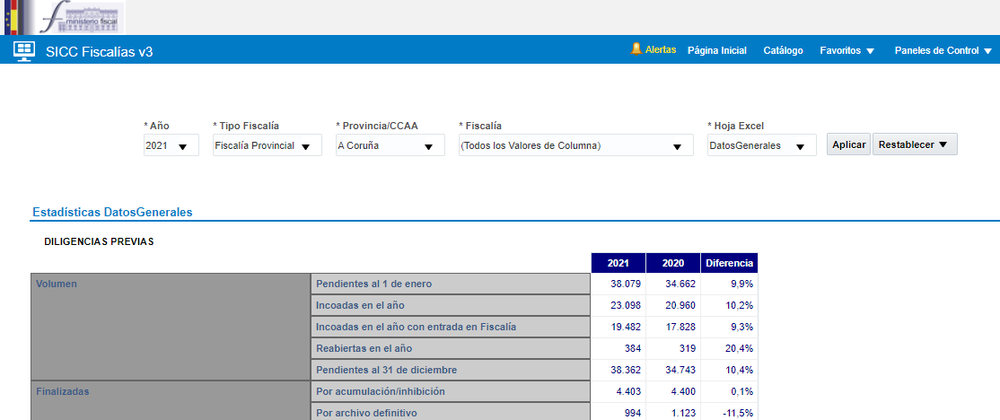 ministerio fiscal
SICC Fiscalías v3
Alertas Página Inicial Catálogo Favoritos Paneles de Control
* Año * Tipo Fiscalía * Provincia/CCAA * Fiscalía * Hoja Excel
2021 Fiscalía Provincial A Coruña (Todos los Valores de Columna) DatosGenerales Aplicar Restablecer
Estadísticas DatosGenerales
DILIGENCIAS PREVIAS
2021 2020 Diferencia
Volumen Pendientes al 1 de enero 38.079 34.662 9,9%
Incoadas en el año 23.098 20.960 10,2%
Incoadas en el año con entrada en Fiscalía 19.482 17.828 9,3%
Reabiertas en el año 384 319 20,4%
Pendientes al 31 de diciembre 38.362 34.743 10,4%
Finalizadas Por acumulación/inhibición 4.403 4.400 0,1%
Por archivo definitivo 994 1.123 -11,5%